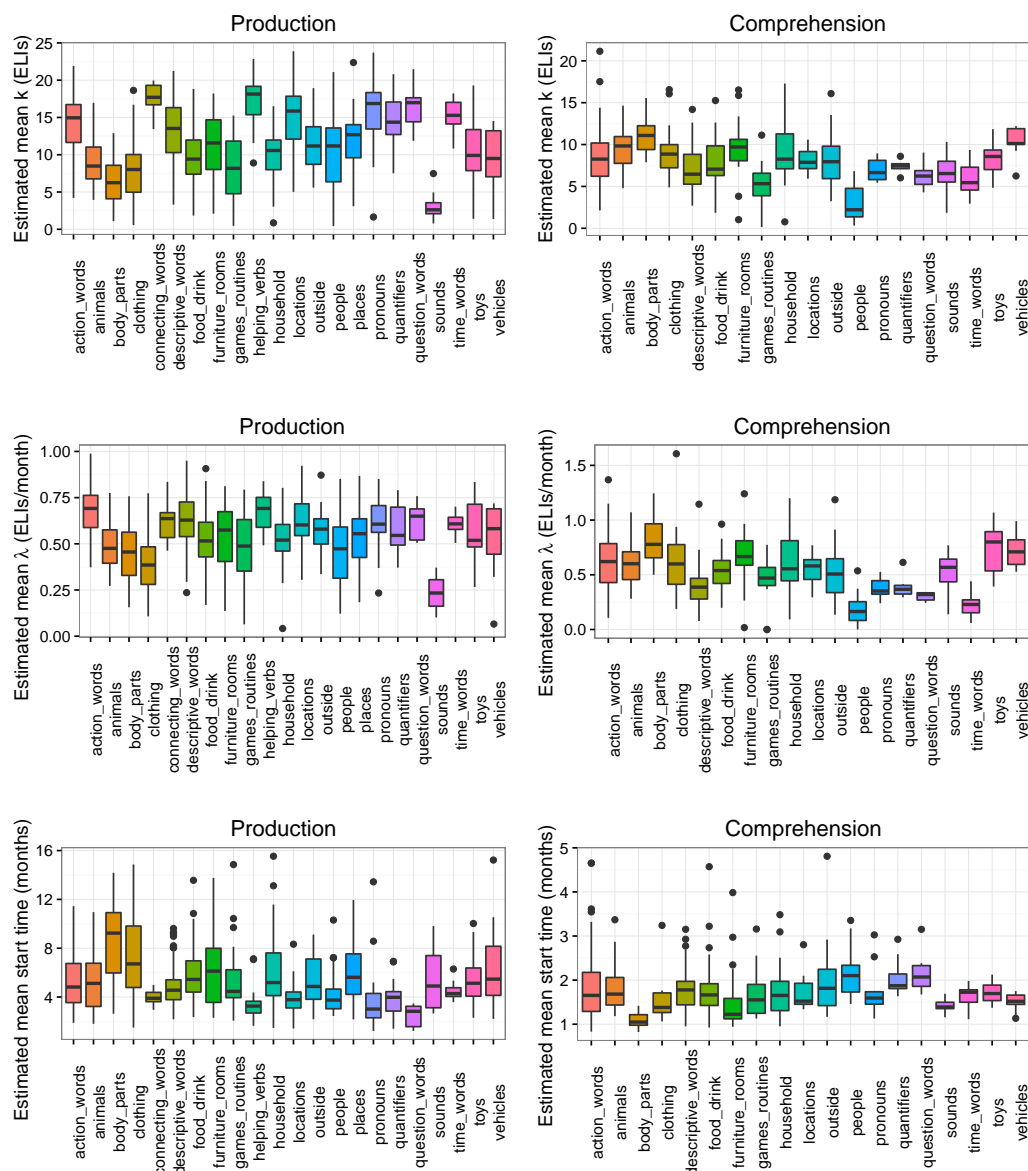 Production
Estimated mean k (ELIs)
25
20
15
10
5
0
action_words
animals
body_parts
clothing
connecting_words
descriptive_words
food_drink
furniture_rooms
games_routines
helping_verbs
household
locations
outside
people
places
pronouns
quantifiers
question_words
sounds
time_words
toys
vehicles
Comprehension
Estimated mean k (ELIs)
20
15
10
5
0
action_words
animals
body_parts
clothing
descriptive_words
food_drink
furniture_rooms
games_routines
household
locations
outside
people
pronouns
quantifiers
question_words
sounds
time_words
toys
vehicles
Production
Estimated mean λ (ELIs/month)
1.00
0.75
0.50
0.25
0.00
action_words
animals
body_parts
clothing
connecting_words
descriptive_words
food_drink
furniture_rooms
games_routines
helping_verbs
household
locations
outside
people
places
pronouns
quantifiers
question_words
sounds
time_words
toys
vehicles
Comprehension
Estimated mean λ (ELIs/month)
1.5
1.0
0.5
0.0
action_words
animals
body_parts
clothing
descriptive_words
food_drink
furniture_rooms
games_routines
household
locations
outside
people
pronouns
quantifiers
question_words
sounds
time_words
toys
vehicles
Production
Estimated mean start time (months)
16
12
8
4
action_words
animals
body_parts
clothing
connecting_words
descriptive_words
food_drink
furniture_rooms
games_routines
helping_verbs
household
locations
outside
people
places
pronouns
quantifiers
question_words
sounds
time_words
toys
vehicles
Comprehension
Estimated mean start time (months)
5
4
3
2
1
action_words
animals
body_parts
clothing
descriptive_words
food_drink
furniture_rooms
games_routines
household
locations
outside
people
pronouns
quantifiers
question_words
sounds
time_words
toys
vehicles